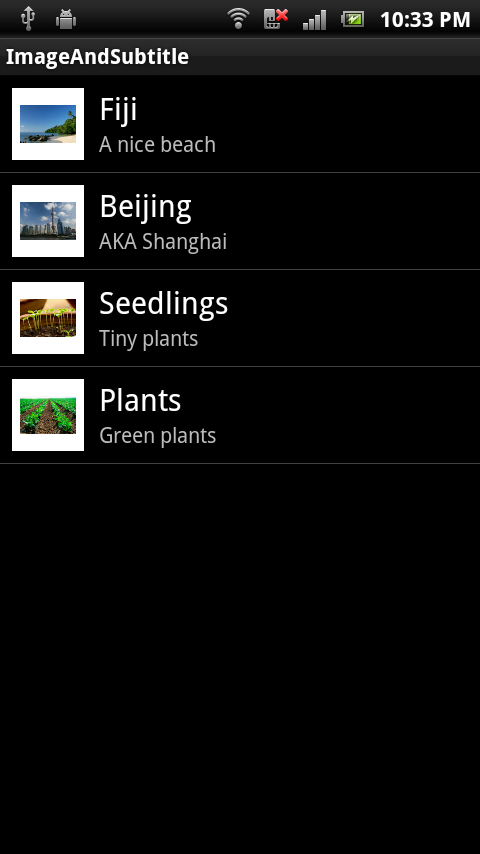 10:33 PM
ImageAndSubtitle
Fiji
A nice beach
Beijing
AKA Shanghai
Seedlings
Tiny plants
Plants
Green plants